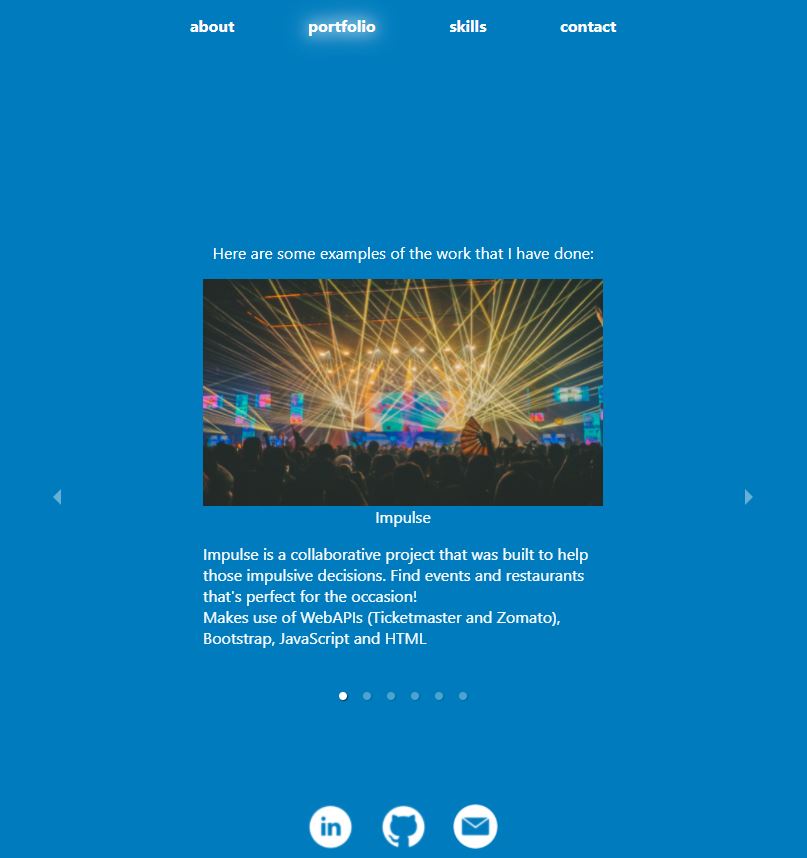 about portfolio skills contact
Here are some examples of the work that I have done:
Impulse
Impulse is a collaborative project that was built to help
those impulsive decisions. Find events and restaurants
that's perfect for the occasion!
Makes use of WebAPIs (Ticketmaster and Zomato),
Bootstrap, JavaScript and HTML
in